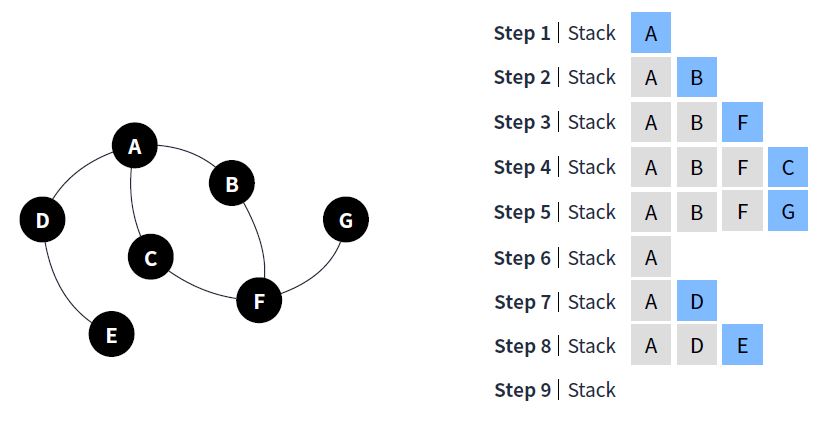 A
B
D
G
C
F
E
Step 1 | Stack A
Step 2 | Stack A B
Step 3 | Stack A B F
Step 4 | Stack A B F C
Step 5 | Stack A B F G
Step 6 | Stack A
Step 7 | Stack A D
Step 8 | Stack A D E
Step 9 | Stack